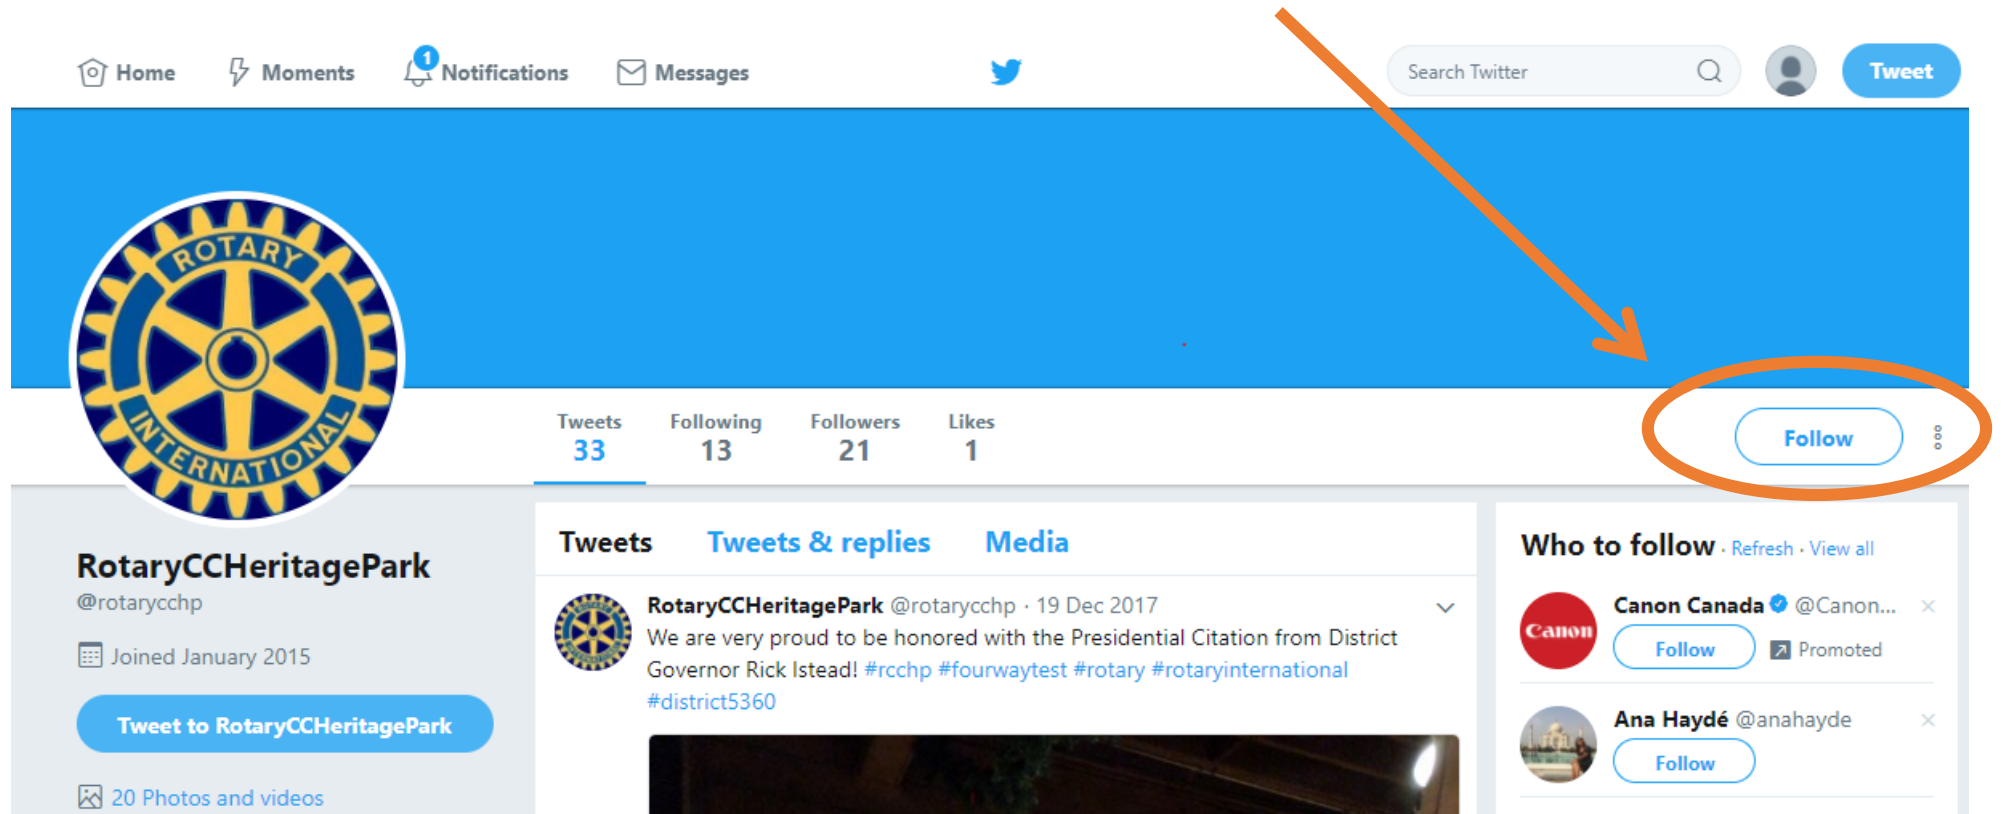 Home Moments 1 Notifications Messages Search Twitter Tweet
ROTARY
INTERNATIONAL
Tweets Following Followers Likes
33 13 21 1
Follow
RotaryCCHeritagePark
@rotarycchp
Joined January 2015
Tweet to RotaryCCHeritagePark
20 Photos and videos
Tweets Tweets & replies Media
RotaryCCHeritagePark @rotarycchp · 19 Dec 2017
We are very proud to be honored with the Presidential Citation from District
Governor Rick Istead! #rcchp #fourwaytest #rotary #rotaryinternational
#district5360
Who to follow · Refresh · View all
Canon Canada @Canon...
Canon
Follow Promoted
Ana Haydé @anahayde
Follow